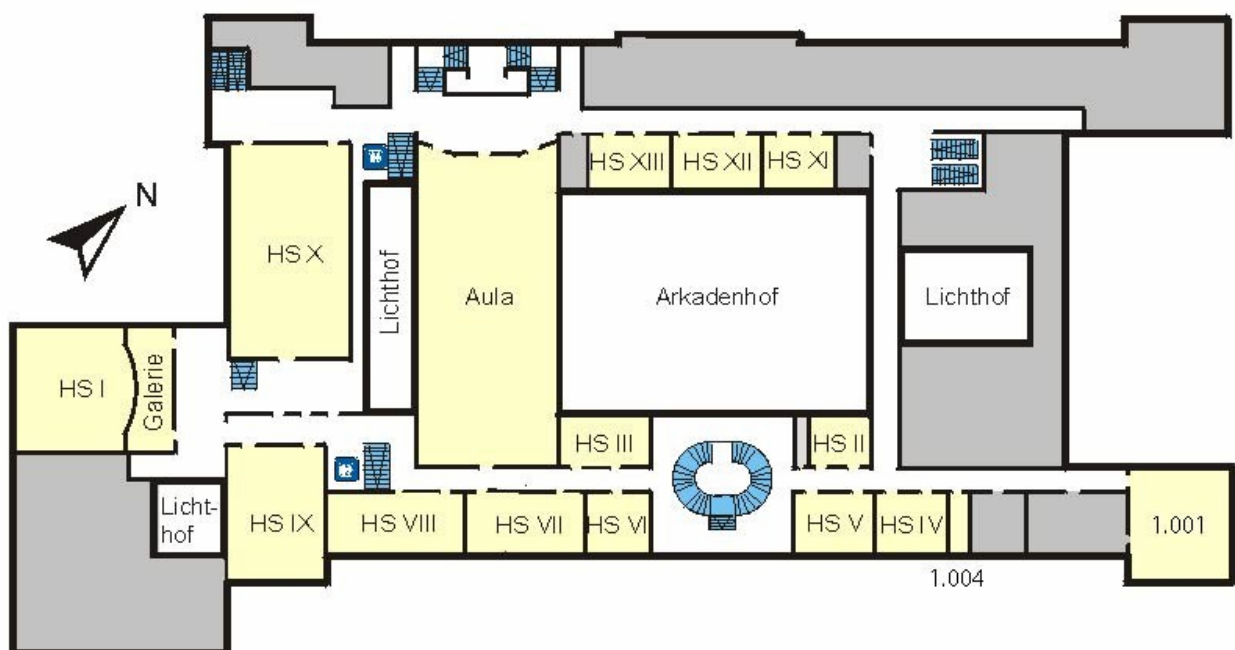 HS XIII
HS XII
HS XI
N
HS X
Lichthof
Aula
Arkadenhof
Lichthof
HS I
Galerie
HS III
HS II
Licht-
hof
HS IX
HS VIII
HS VII
HS VI
HS V
HS IV
1.001
1.004